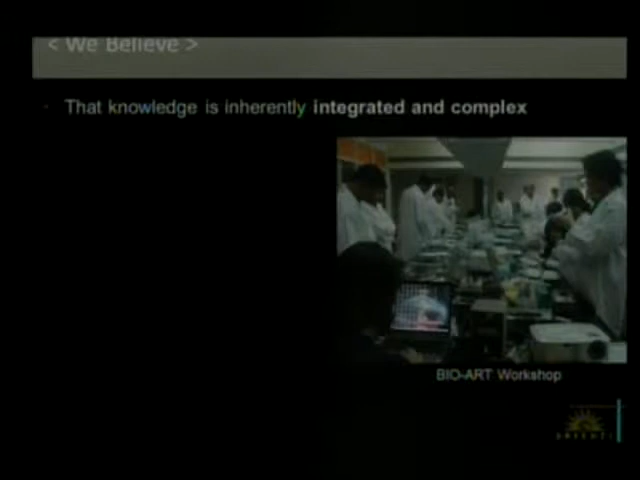 < We Believe >
· That knowledge is inherently integrated and complex
BIO-ART Workshop